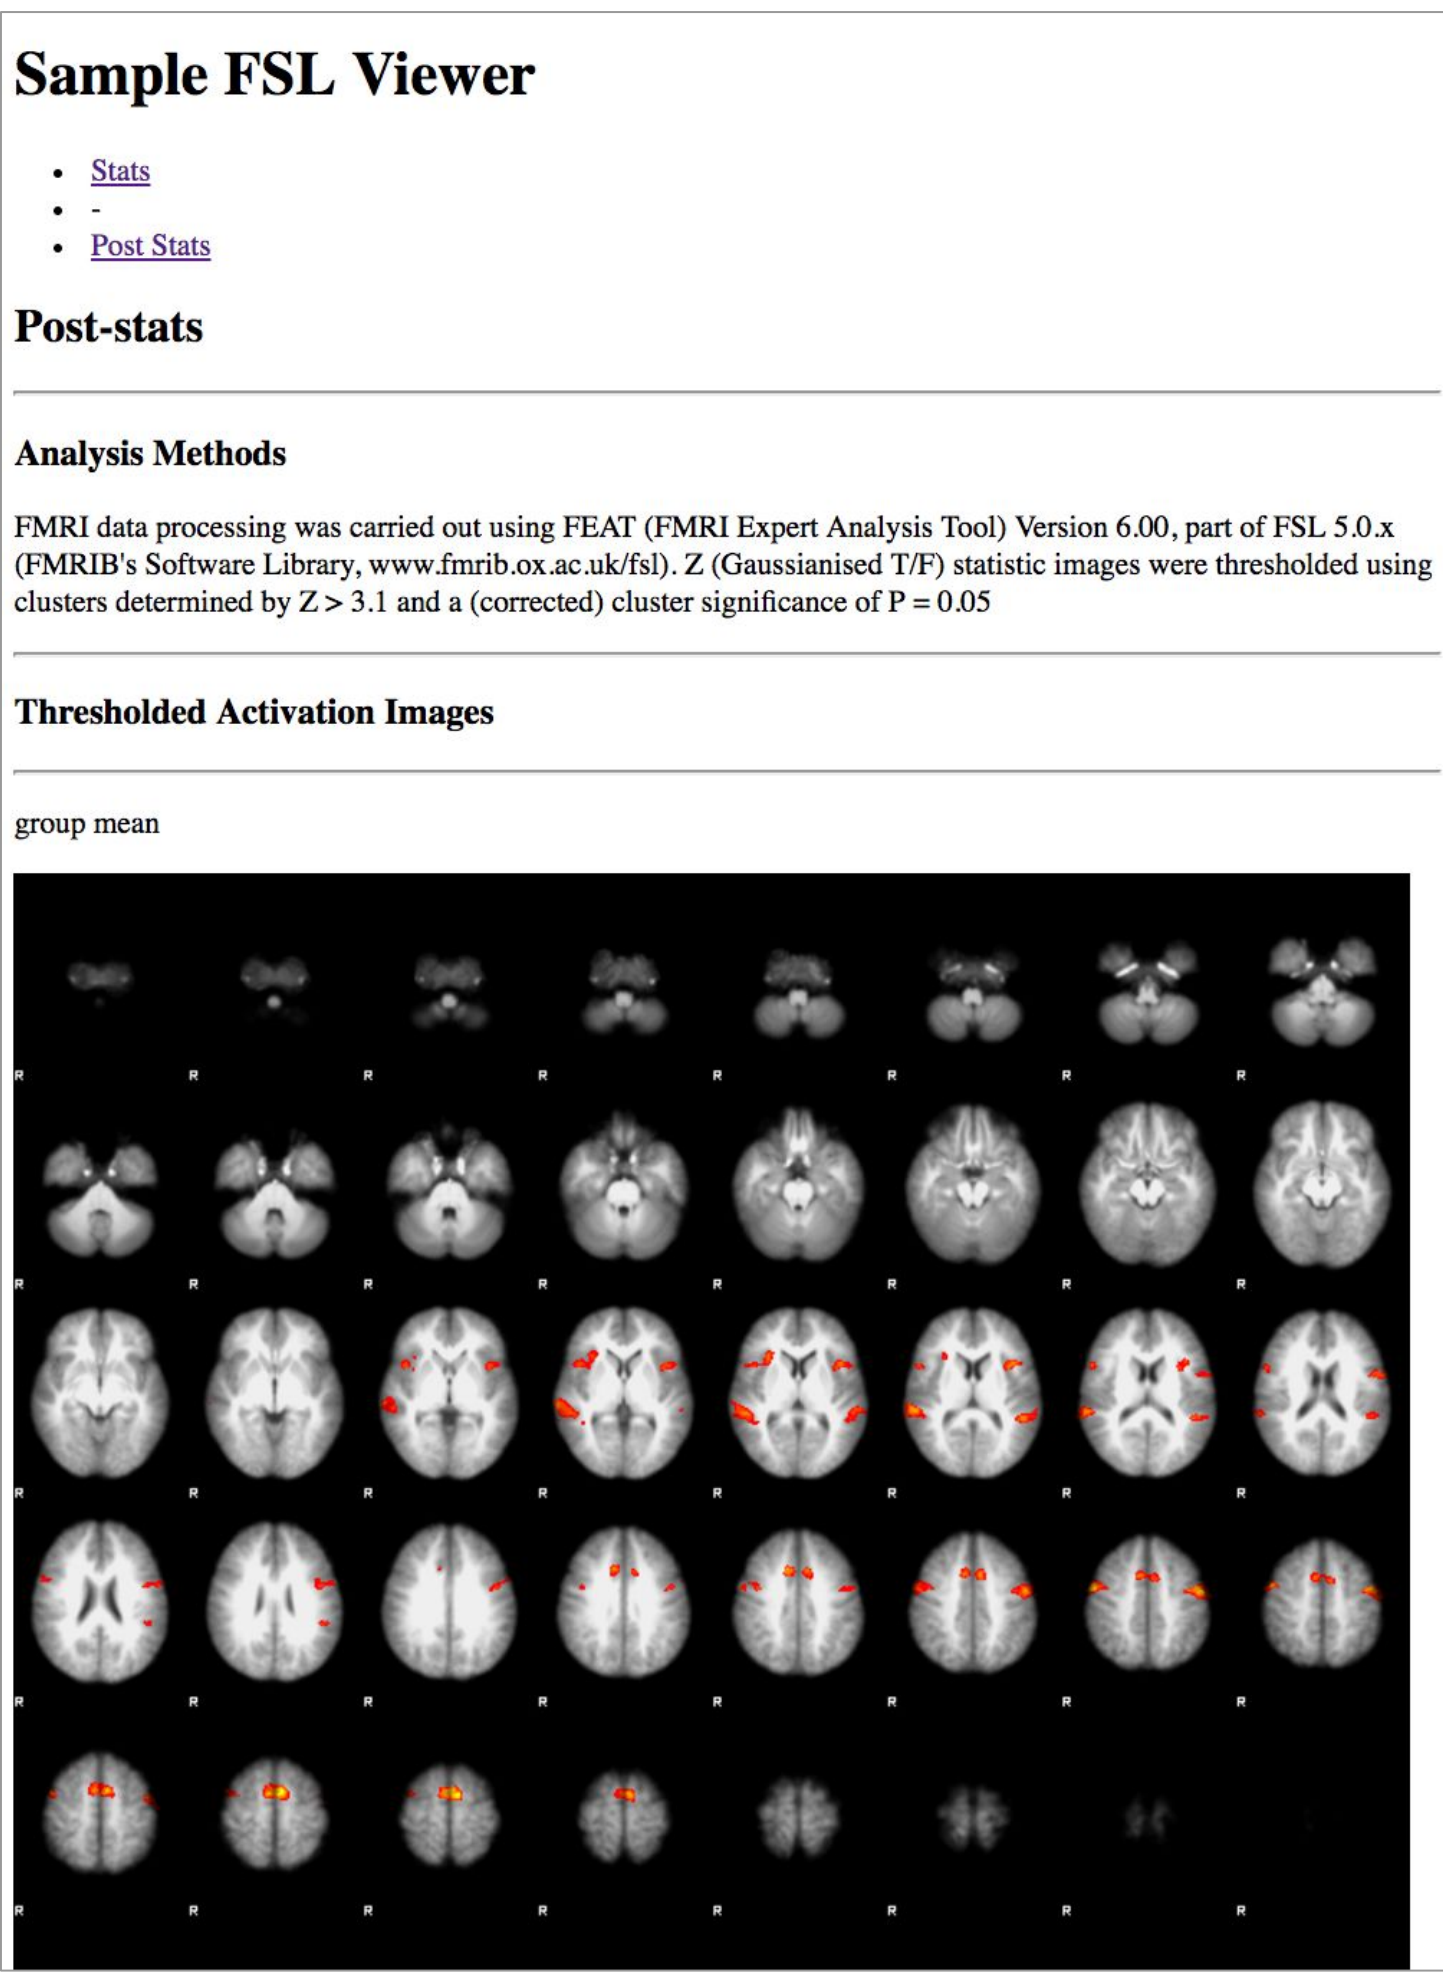 Sample FSL Viewer
Stats
-
Post Stats
Post-stats
Analysis Methods
FMRI data processing was carried out using FEAT (FMRI Expert Analysis Tool) Version 6.00, part of FSL 5.0.x
(FMRIB's Software Library, www.fmrib.ox.ac.uk/fsl). Z (Gaussianised T/F) statistic images were thresholded using
clusters determined by Z > 3.1 and a (corrected) cluster significance of P = 0.05
Thresholded Activation Images
group mean
R R R R R R R R
R R R R R R R R
R R R R R R R R
R R R R R R R R
R R R R R R R R